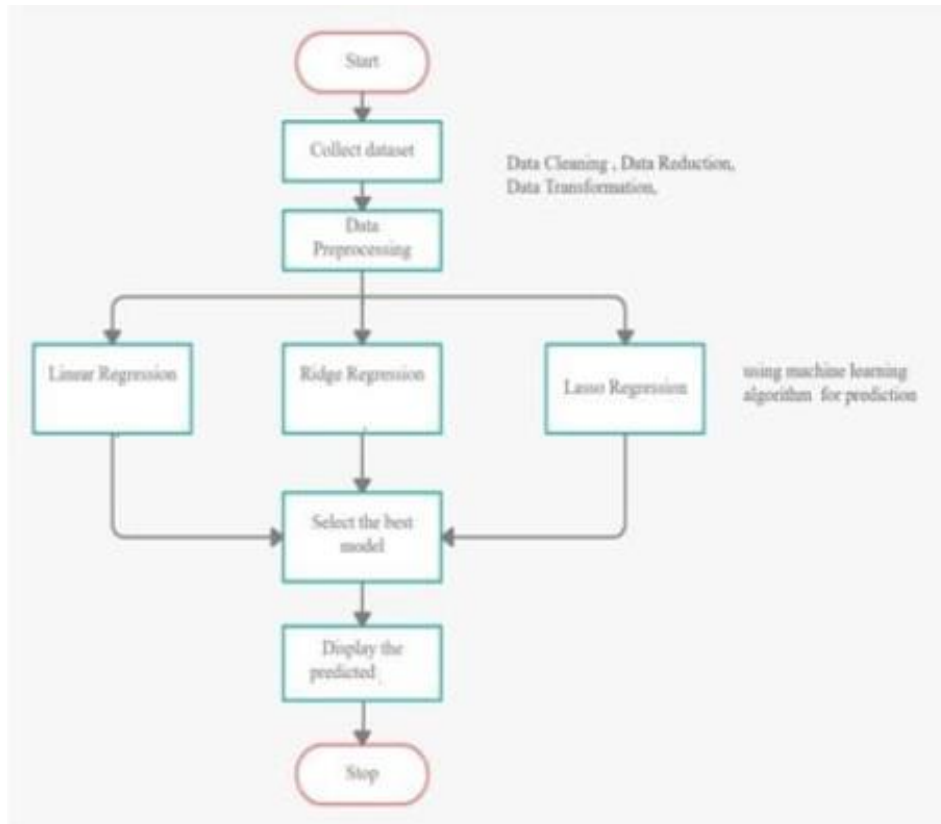 Start
Collect dataset
Data Cleaning , Data Reduction,
Data Transformation,
Data
Preprocessing
Linear Regression
Ridge Regression
Lasso Regression
using machine learning
algorithm for prediction
Select the best
model
Display the
predicted
Stop